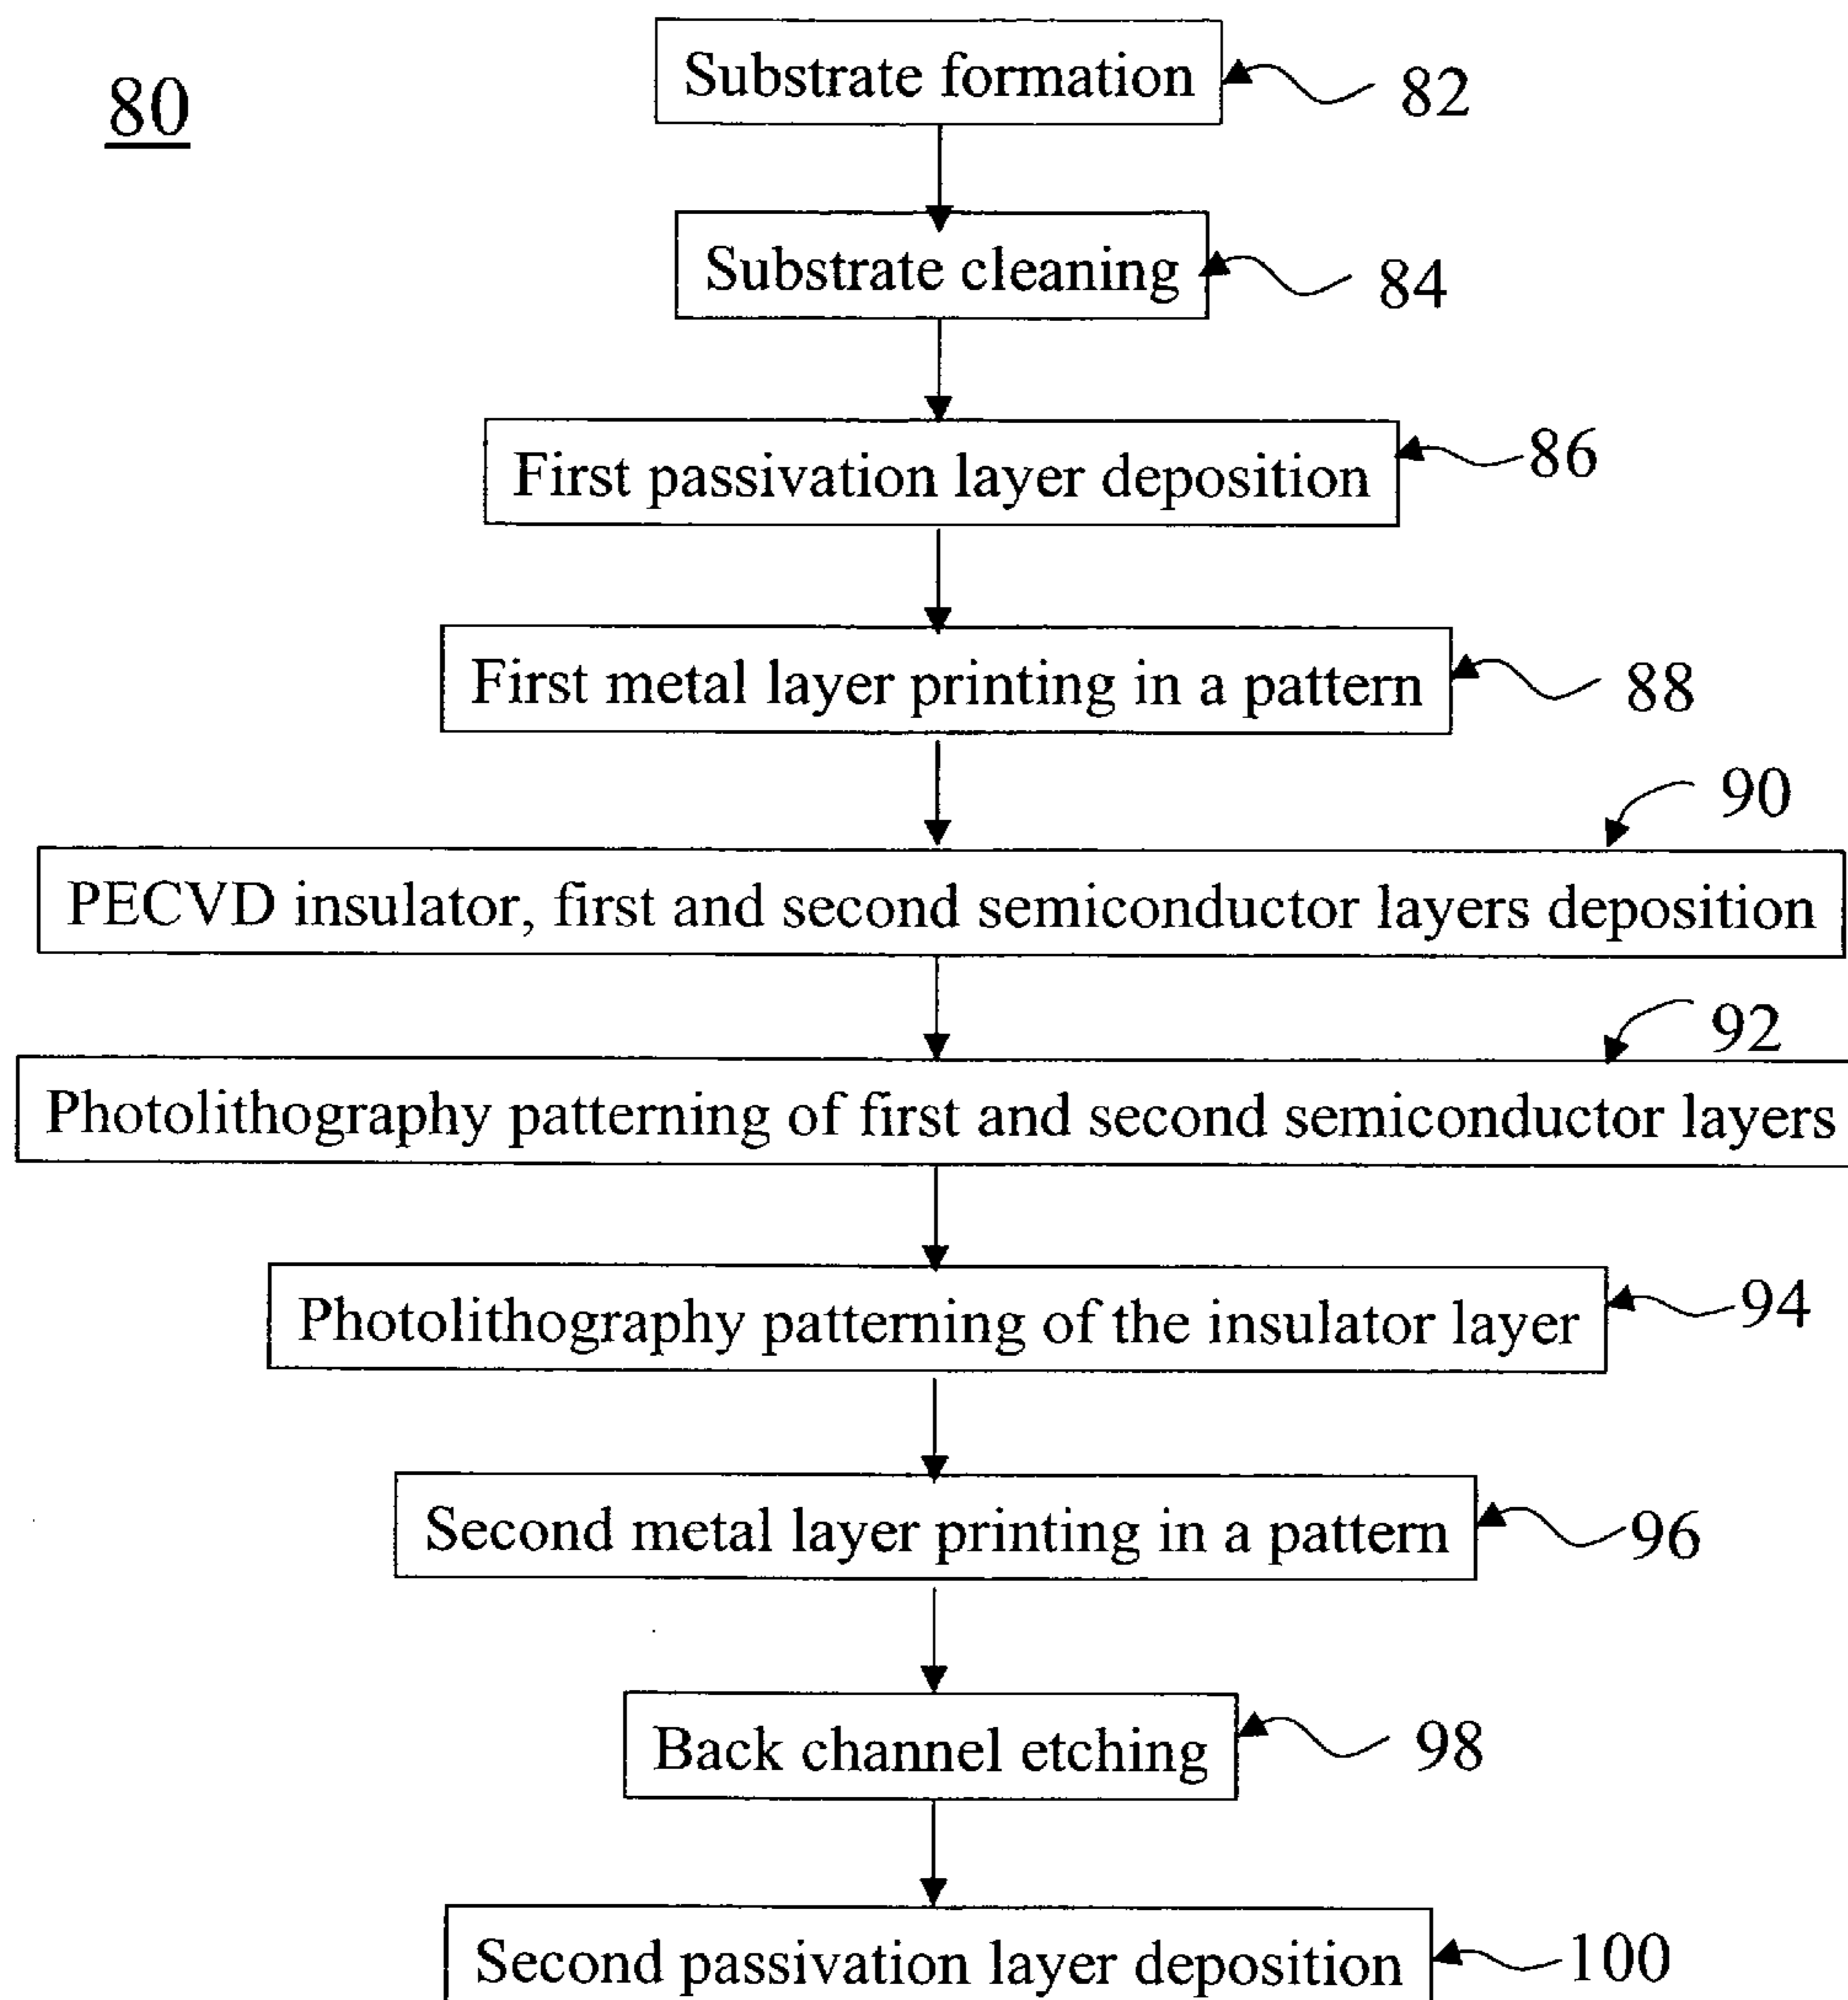 80
Substrate formation
82
Substrate cleaning
84
First passivation layer deposition
86
First metal layer printing in a pattern
88
90
PECVD insulator, first and second semiconductor layers deposition
92
Photolithography patterning of first and second semiconductor layers
Photolithography patterning of the insulator layer
94
Second metal layer printing in a pattern
96
Back channel etching
98
Second passivation layer deposition
100